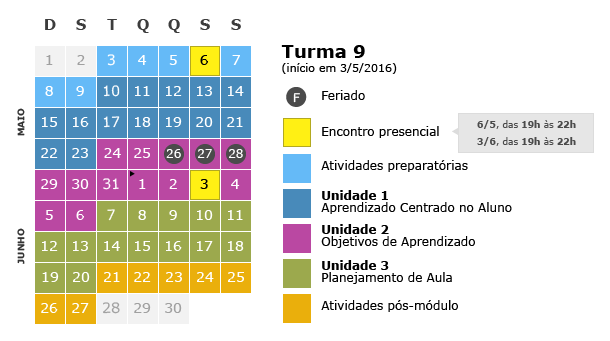 D S T Q Q S S
1 2 3 4 5 6 7
8 9 10 11 12 13 14
15 16 17 18 19 20 21
22 23 24 25 26 27 28
29 30 31 1 2 3 4
5 6 7 8 9 10 11
12 13 14 15 16 17 18
19 20 21 22 23 24 25
26 27 28 29 30
MAIO
JUNHO
Turma 9
(início em 3/5/2016)
F Feriado
Encontro presencial
6/5, das 19h às 22h
3/6, das 19h às 22h
Atividades preparatórias
Unidade 1
Aprendizado Centrado no Aluno
Unidade 2
Objetivos de Aprendizado
Unidade 3
Planejamento de Aula
Atividades pós-módulo